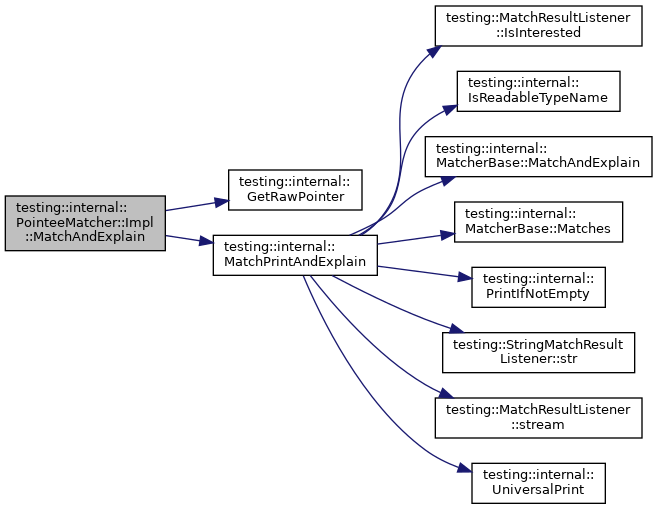 testing::internal::
PointeeMatcher::Impl
::MatchAndExplain
testing::internal::
GetRawPointer
testing::internal::
MatchPrintAndExplain
testing::MatchResultListener
::IsInterested
testing::internal::
IsReadableTypeName
testing::internal::
MatcherBase::MatchAndExplain
testing::internal::
MatcherBase::Matches
testing::internal::
PrintIfNotEmpty
testing::StringMatchResult
Listener::str
testing::MatchResultListener
::stream
testing::internal::
UniversalPrint